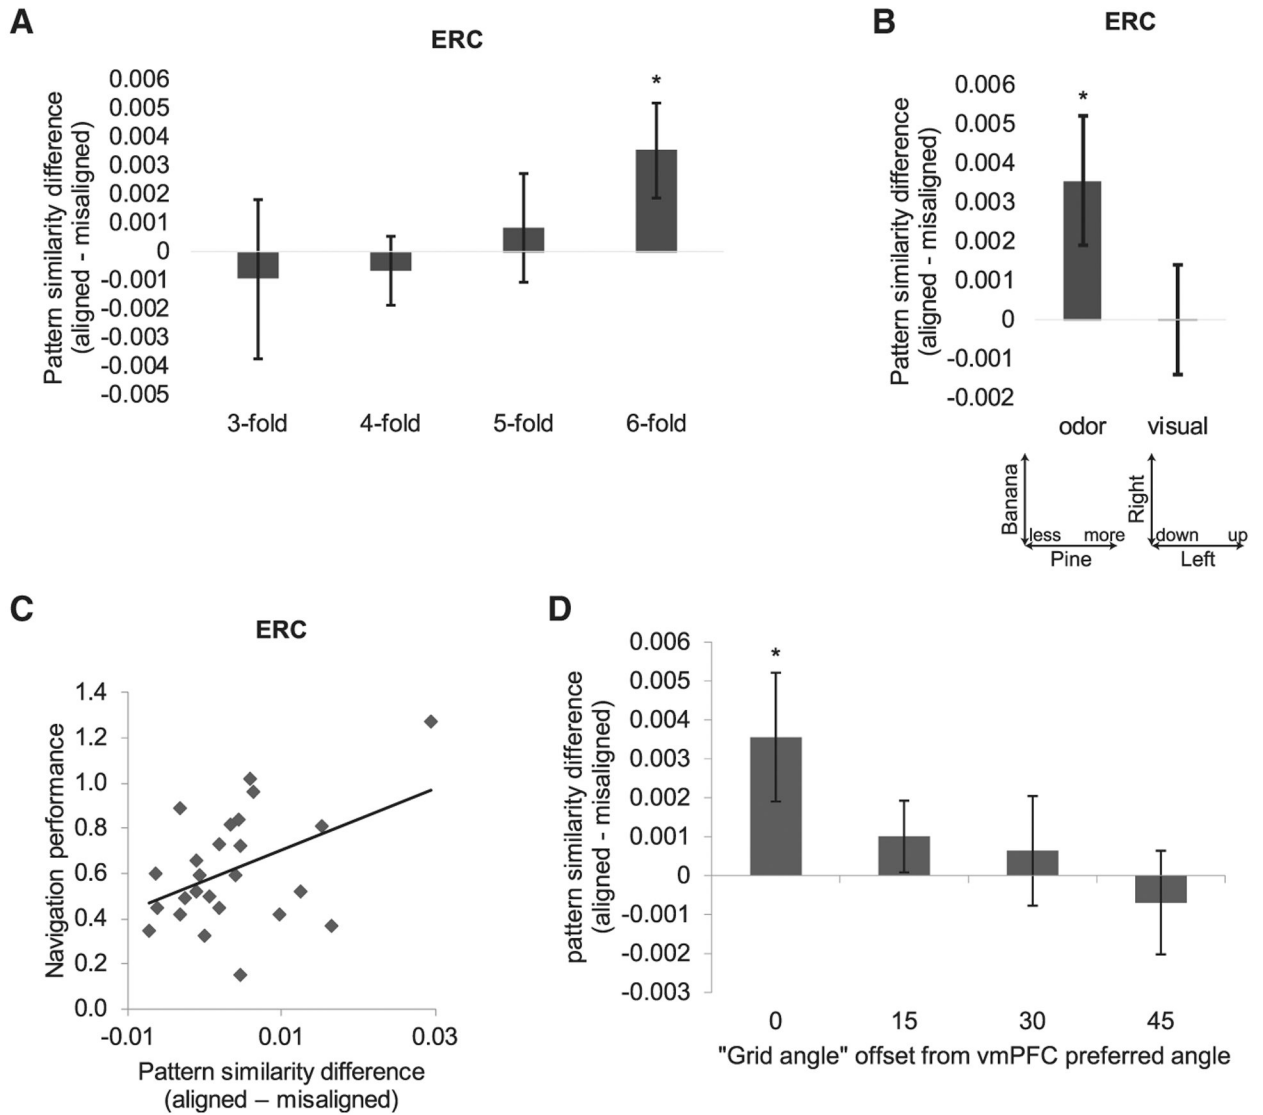 A
ERC
Pattern similarity difference
(aligned - misaligned)
0.006
0.005
0.004
0.003
0.002
0.001
0
-0.001
-0.002
-0.003
-0.004
-0.005
*
3-fold
4-fold
5-fold
6-fold
B
ERC
Pattern similarity difference
(aligned - misaligned)
0.006
0.005
0.004
0.003
0.002
0.001
0
-0.001
-0.002
*
odor
visual
Banana
less
more
Pine
Right
down
up
Left
C
ERC
Navigation performance
1.4
1.2
1.0
0.8
0.6
0.4
0.2
0.0
-0.01
0.01
0.03
Pattern similarity difference
(aligned – misaligned)
D
pattern similarity difference
(aligned - misaligned)
0.006
0.005
0.004
0.003
0.002
0.001
0
-0.001
-0.002
-0.003
*
0
15
30
45
"Grid angle" offset from vmPFC preferred angle